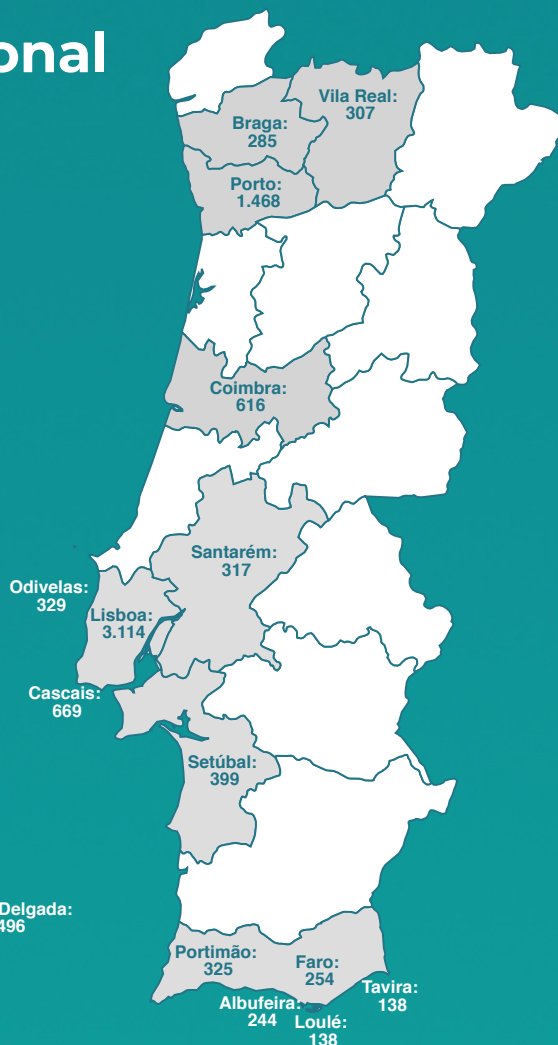 onal
Vila Real:
307
Braga:
285
Porto:
1.468
Coimbra:
616
Santarém:
317
Odivelas:
329
Lisboa:
3.114
Cascais:
669
Setúbal:
399
Delgada:
496
Portimão:
325
Faro:
254
Tavira:
138
Albufeira:
244
Loulé:
138